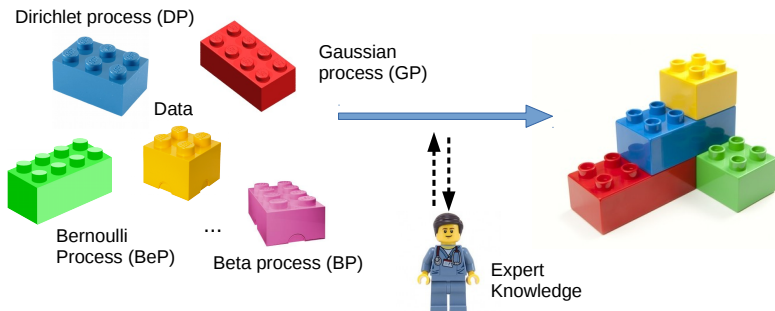 Dirichlet process (DP)
Gaussian
process (GP)
Data
Bernoulli
Process (BeP)
...
Beta process (BP)
Expert
Knowledge